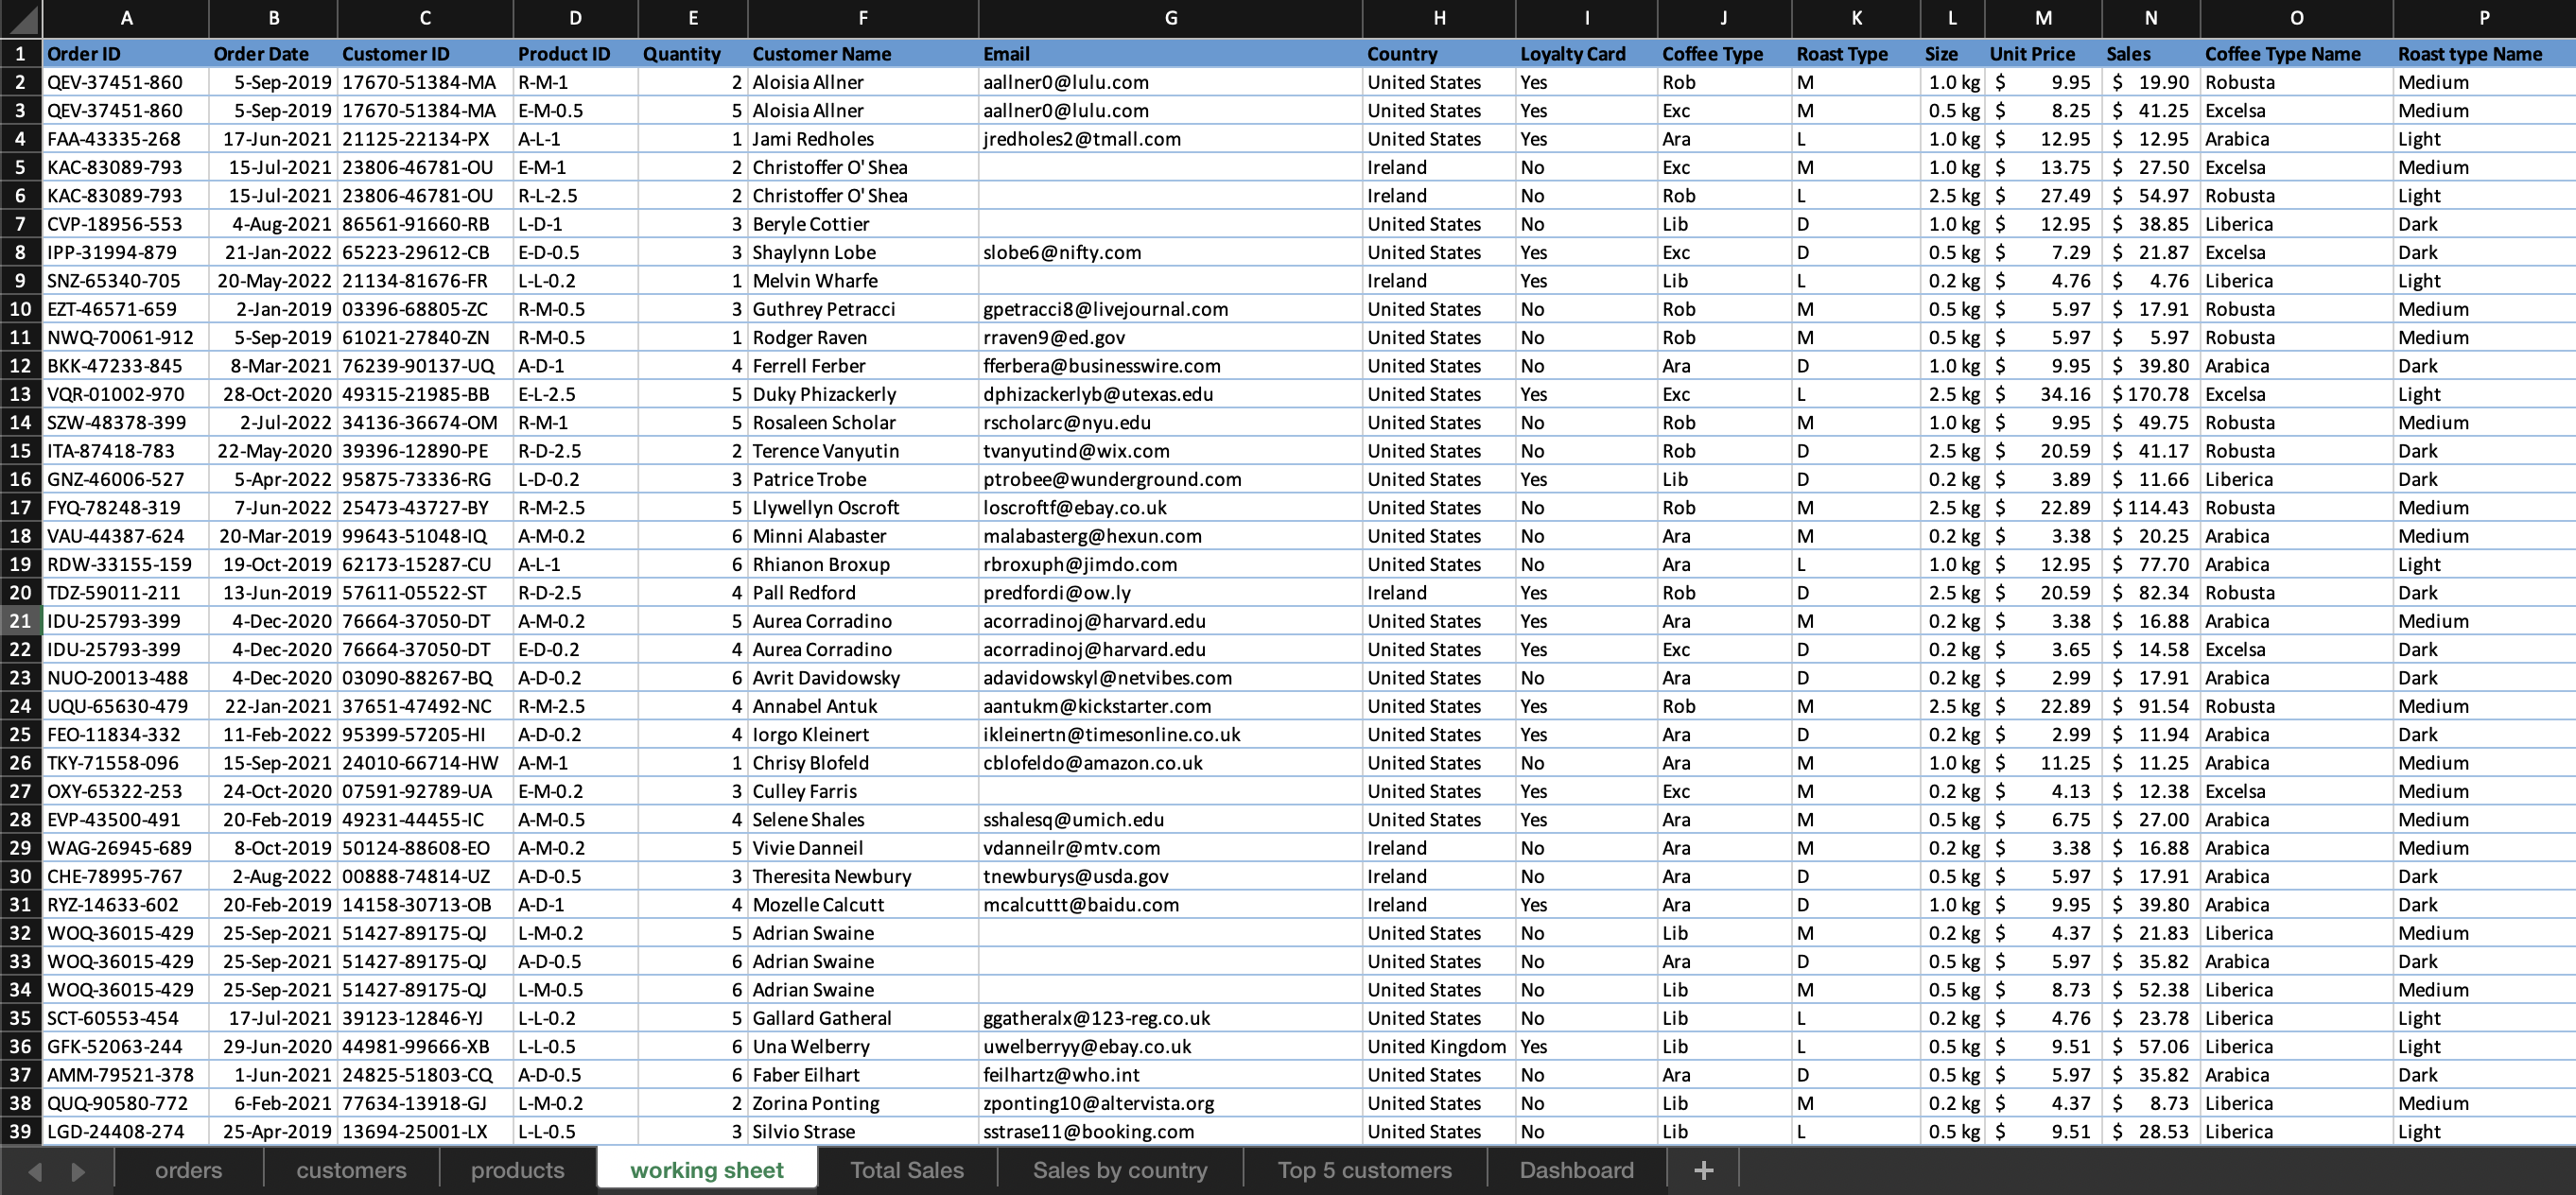 A B C D E F G H I J K L M N O P
1 Order ID Order Date Customer ID Product ID Quantity Customer Name Email Country Loyalty Card Coffee Type Roast Type Size Unit Price Sales Coffee Type Name Roast type Name
2 QEV-37451-860 5-Sep-2019 17670-51384-MA R-M-1 2 Aloisia Allner aallner0@lulu.com United States Yes Rob M 1.0 kg $ 9.95 $ 19.90 Robusta Medium
3 QEV-37451-860 5-Sep-2019 17670-51384-MA E-M-0.5 5 Aloisia Allner aallner0@lulu.com United States Yes Exc M 0.5 kg $ 8.25 $ 41.25 Excelsa Medium
4 FAA-43335-268 17-Jun-2021 21125-22134-PX A-L-1 1 Jami Redholes jredholes2@tmall.com United States Yes Ara L 1.0 kg $ 12.95 $ 12.95 Arabica Light
5 KAC-83089-793 15-Jul-2021 23806-46781-OU E-M-1 2 Christoffer O' Shea Ireland No Exc M 1.0 kg $ 13.75 $ 27.50 Excelsa Medium
6 KAC-83089-793 15-Jul-2021 23806-46781-OU R-L-2.5 2 Christoffer O' Shea Ireland No Rob L 2.5 kg $ 27.49 $ 54.97 Robusta Light
7 CVP-18956-553 4-Aug-2021 86561-91660-RB L-D-1 3 Beryle Cottier United States No Lib D 1.0 kg $ 12.95 $ 38.85 Liberica Dark
8 IPP-31994-879 21-Jan-2022 65223-29612-CB E-D-0.5 3 Shaylynn Lobe slobe6@nifty.com United States Yes Exc D 0.5 kg $ 7.29 $ 21.87 Excelsa Dark
9 SNZ-65340-705 20-May-2022 21134-81676-FR L-L-0.2 1 Melvin Wharfe Ireland Yes Lib L 0.2 kg $ 4.76 $ 4.76 Liberica Light
10 EZT-46571-659 2-Jan-2019 03396-68805-ZC R-M-0.5 3 Guthrey Petracci gpetracci8@livejournal.com United States No Rob M 0.5 kg $ 5.97 $ 17.91 Robusta Medium
11 NWQ-70061-912 5-Sep-2019 61021-27840-ZN R-M-0.5 1 Rodger Raven rraven9@ed.gov United States No Rob M 0.5 kg $ 5.97 $ 5.97 Robusta Medium
12 BKK-47233-845 8-Mar-2021 76239-90137-UQ A-D-1 4 Ferrell Ferber fferbera@businesswire.com United States No Ara D 1.0 kg $ 9.95 $ 39.80 Arabica Dark
13 VQR-01002-970 28-Oct-2020 49315-21985-BB E-L-2.5 5 Duky Phizackerly dphizackerlyb@utexas.edu United States Yes Exc L 2.5 kg $ 34.16 $ 170.78 Excelsa Light
14 SZW-48378-399 2-Jul-2022 34136-36674-OM R-M-1 5 Rosaleen Scholar rscholarc@nyu.edu United States No Rob M 1.0 kg $ 9.95 $ 49.75 Robusta Medium
15 ITA-87418-783 22-May-2020 39396-12890-PE R-D-2.5 2 Terence Vanyutin tvanyutind@wix.com United States No Rob D 2.5 kg $ 20.59 $ 41.17 Robusta Dark
16 GNZ-46006-527 5-Apr-2022 95875-73336-RG L-D-0.2 3 Patrice Trobe ptrobee@wunderground.com United States Yes Lib D 0.2 kg $ 3.89 $ 11.66 Liberica Dark
17 FYQ-78248-319 7-Jun-2022 25473-43727-BY R-M-2.5 5 Llywellyn Oscroft loscroftf@ebay.co.uk United States No Rob M 2.5 kg $ 22.89 $ 114.43 Robusta Medium
18 VAU-44387-624 20-Mar-2019 99643-51048-IQ A-M-0.2 6 Minni Alabaster malabasterg@hexun.com United States No Ara M 0.2 kg $ 3.38 $ 20.25 Arabica Medium
19 RDW-33155-159 19-Oct-2019 62173-15287-CU A-L-1 6 Rhianon Broxup rbroxuph@jimdo.com United States No Ara L 1.0 kg $ 12.95 $ 77.70 Arabica Light
20 TDZ-59011-211 13-Jun-2019 57611-05522-ST R-D-2.5 4 Pall Redford predfordi@ow.ly Ireland Yes Rob D 2.5 kg $ 20.59 $ 82.34 Robusta Dark
21 IDU-25793-399 4-Dec-2020 76664-37050-DT A-M-0.2 5 Aurea Corradino acorradinoj@harvard.edu United States Yes Ara M 0.2 kg $ 3.38 $ 16.88 Arabica Medium
22 IDU-25793-399 4-Dec-2020 76664-37050-DT E-D-0.2 4 Aurea Corradino acorradinoj@harvard.edu United States Yes Exc D 0.2 kg $ 3.65 $ 14.58 Excelsa Dark
23 NUO-20013-488 4-Dec-2020 03090-88267-BQ A-D-0.2 6 Avrit Davidowsky adavidowskyl@netvibes.com United States No Ara D 0.2 kg $ 2.99 $ 17.91 Arabica Dark
24 UQU-65630-479 22-Jan-2021 37651-47492-NC R-M-2.5 4 Annabel Antuk aantukm@kickstarter.com United States Yes Rob M 2.5 kg $ 22.89 $ 91.54 Robusta Medium
25 FEO-11834-332 11-Feb-2022 95399-57205-HI A-D-0.2 4 Iorgo Kleinert ikleinertn@timesonline.co.uk United States Yes Ara D 0.2 kg $ 2.99 $ 11.94 Arabica Dark
26 TKY-71558-096 15-Sep-2021 24010-66714-HW A-M-1 1 Chrisy Blofeld cblofeldo@amazon.co.uk United States No Ara M 1.0 kg $ 11.25 $ 11.25 Arabica Medium
27 OXY-65322-253 24-Oct-2020 07591-92789-UA E-M-0.2 3 Culley Farris United States Yes Exc M 0.2 kg $ 4.13 $ 12.38 Excelsa Medium
28 EVP-43500-491 20-Feb-2019 49231-44455-IC A-M-0.5 4 Selene Shales sshalesq@umich.edu United States Yes Ara M 0.5 kg $ 6.75 $ 27.00 Arabica Medium
29 WAG-26945-689 8-Oct-2019 50124-88608-EO A-M-0.2 5 Vivie Danneil vdanneilr@mtv.com Ireland No Ara M 0.2 kg $ 3.38 $ 16.88 Arabica Medium
30 CHE-78995-767 2-Aug-2022 00888-74814-UZ A-D-0.5 3 Theresita Newbury tnewburys@usda.gov Ireland No Ara D 0.5 kg $ 5.97 $ 17.91 Arabica Dark
31 RYZ-14633-602 20-Feb-2019 14158-30713-OB A-D-1 4 Mozelle Calcutt mcalcuttt@baidu.com Ireland Yes Ara D 1.0 kg $ 9.95 $ 39.80 Arabica Dark
32 WOQ-36015-429 25-Sep-2021 51427-89175-QJ L-M-0.2 5 Adrian Swaine United States No Lib M 0.2 kg $ 4.37 $ 21.83 Liberica Medium
33 WOQ-36015-429 25-Sep-2021 51427-89175-QJ A-D-0.5 6 Adrian Swaine United States No Ara D 0.5 kg $ 5.97 $ 35.82 Arabica Dark
34 WOQ-36015-429 25-Sep-2021 51427-89175-QJ L-M-0.5 6 Adrian Swaine United States No Lib M 0.5 kg $ 8.73 $ 52.38 Liberica Medium
35 SCT-60553-454 17-Jul-2021 39123-12846-YJ L-L-0.2 5 Gallard Gatheral ggatheralx@123-reg.co.uk United States No Lib L 0.2 kg $ 4.76 $ 23.78 Liberica Light
36 GFK-52063-244 29-Jun-2020 44981-99666-XB L-L-0.5 6 Una Welberry uwelberryy@ebay.co.uk United Kingdom Yes Lib L 0.5 kg $ 9.51 $ 57.06 Liberica Light
37 AMM-79521-378 1-Jun-2021 24825-51803-CQ A-D-0.5 6 Faber Eilhart feilhartz@who.int United States No Ara D 0.5 kg $ 5.97 $ 35.82 Arabica Dark
38 QUQ-90580-772 6-Feb-2021 77634-13918-GJ L-M-0.2 2 Zorina Ponting zponting10@altervista.org United States No Lib M 0.2 kg $ 4.37 $ 8.73 Liberica Medium
39 LGD-24408-274 25-Apr-2019 13694-25001-LX L-L-0.5 3 Silvio Strase sstrase11@booking.com United States No Lib L 0.5 kg $ 9.51 $ 28.53 Liberica Light
orders customers products working sheet Total Sales Sales by country Top 5 customers Dashboard +